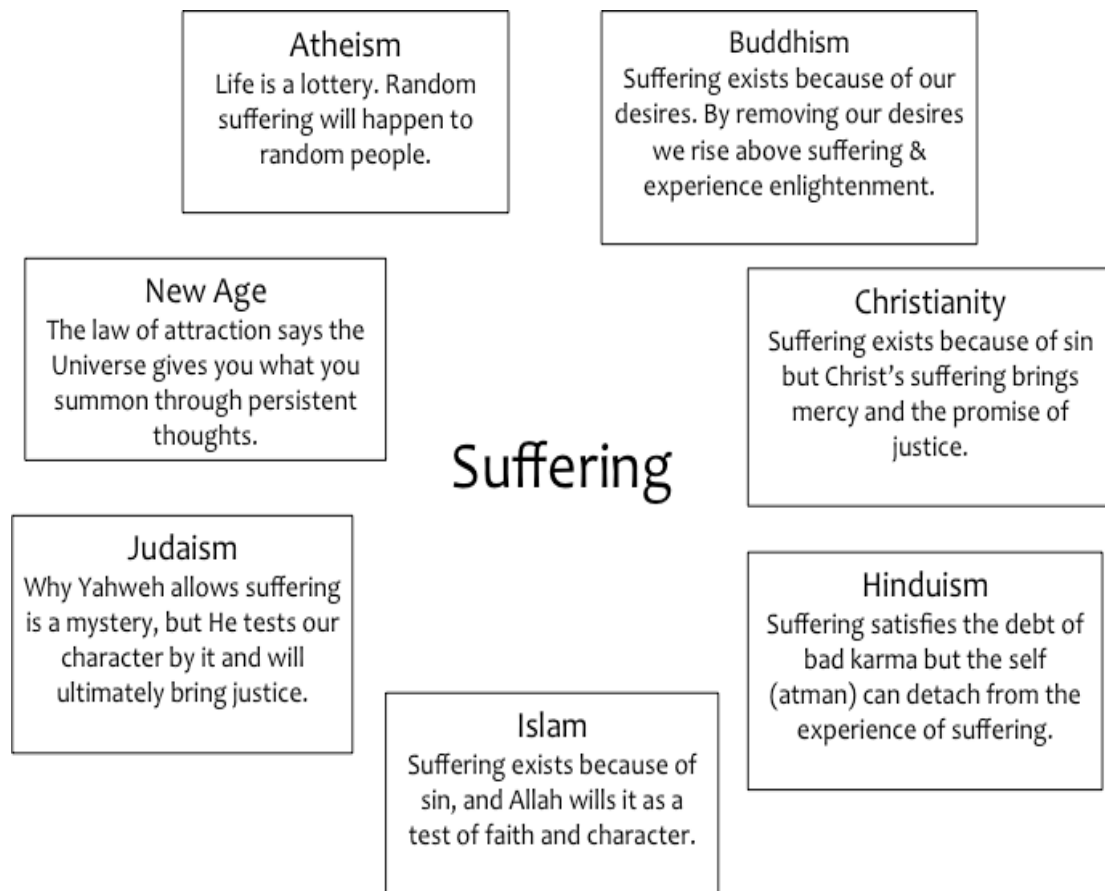 Atheism
Life is a lottery. Random
suffering will happen to
random people.
Buddhism
Suffering exists because of our
desires. By removing our desires
we rise above suffering &
experience enlightenment.
New Age
The law of attraction says the
Universe gives you what you
summon through persistent
thoughts.
Christianity
Suffering exists because of sin
but Christ’s suffering brings
mercy and the promise of
justice.
Suffering
Judaism
Why Yahweh allows suffering
is a mystery, but He tests our
character by it and will
ultimately bring justice.
Hinduism
Suffering satisfies the debt of
bad karma but the self
(atman) can detach from the
experience of suffering.
Islam
Suffering exists because of
sin, and Allah wills it as a
test of faith and character.